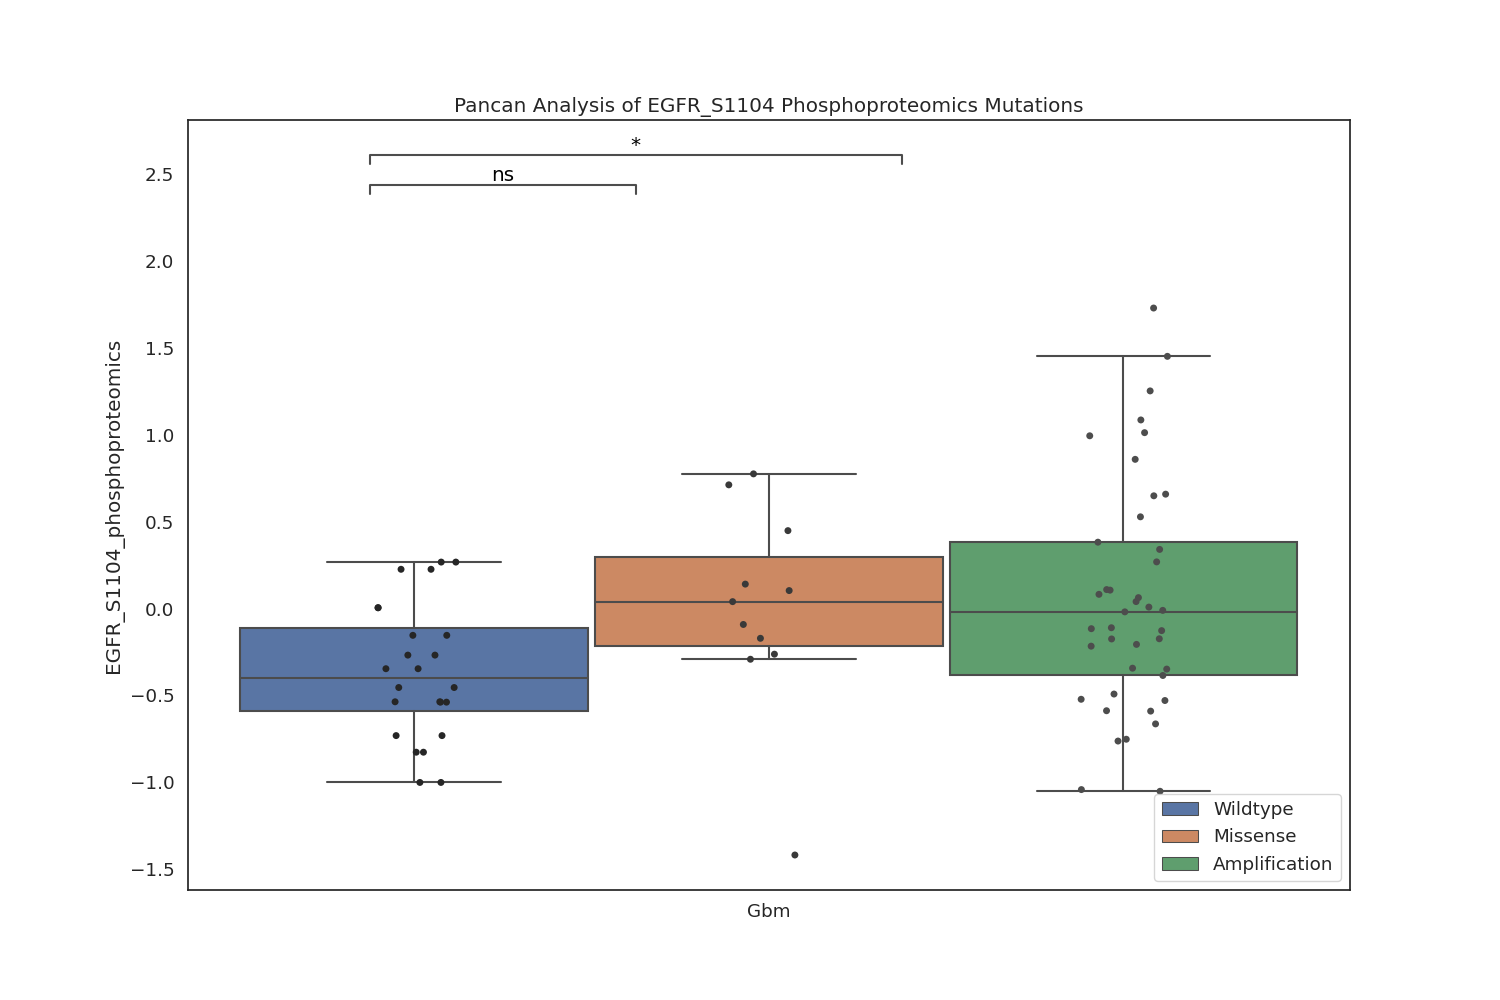 Pancan Analysis of EGFR_S1104 Phosphoproteomics Mutations
*
ns
2.5
2.0
1.5
1.0
0.5
0.0
−0.5
−1.0
−1.5
EGFR_S1104_phosphoproteomics
Wildtype
Missense
Amplification
Gbm